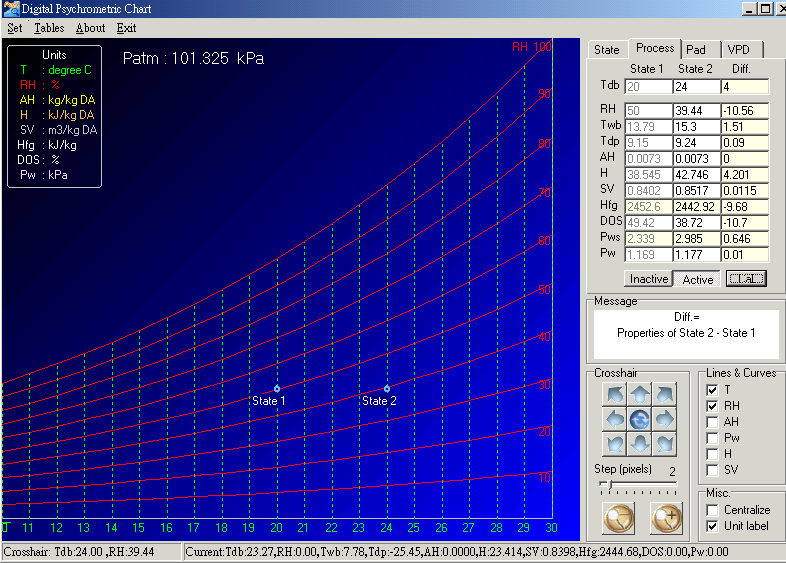 Digital Psychrometric Chart
Set Tables About Exit
Units
T : degree C
RH : %
AH : kg/kg DA
H : kJ/kg DA
SV : m3/kg DA
Hfg : kJ/kg
DOS : %
Pw : kPa
Patm : 101.325 kPa
RH 100
90
80
70
60
50
40
30
20
10
State 1
State 2
T 11 12 13 14 15 16 17 18 19 20 21 22 23 24 25 26 27 28 29 30
State Process Pad VPD
State 1 State 2 Diff.
Tdb 20 24 4
RH 50 39.44 -10.56
Twb 13.79 15.3 1.51
Tdp 9.15 9.24 0.09
AH 0.0073 0.0073 0
H 38.545 42.746 4.201
SV 0.8402 0.8517 0.0115
Hfg 2452.6 2442.92 -9.68
DOS 49.42 38.72 -10.7
Pws 2.339 2.985 0.646
Pw 1.169 1.177 0.01
Inactive Active
Message
Diff.=
Properties of State 2 - State 1
Crosshair
Step (pixels) 2
Lines & Curves
T
RH
AH
Pw
H
SV
Misc.
Centralize
Unit label
Crosshair: Tdb:24.00 ,RH:39.44
Current:Tdb:23.27,RH:0.00,Twb:7.78,Tdp:-25.45,AH:0.0000,H:23.414,SV:0.8398,Hfg:2444.68,DOS:0.00,Pw:0.00